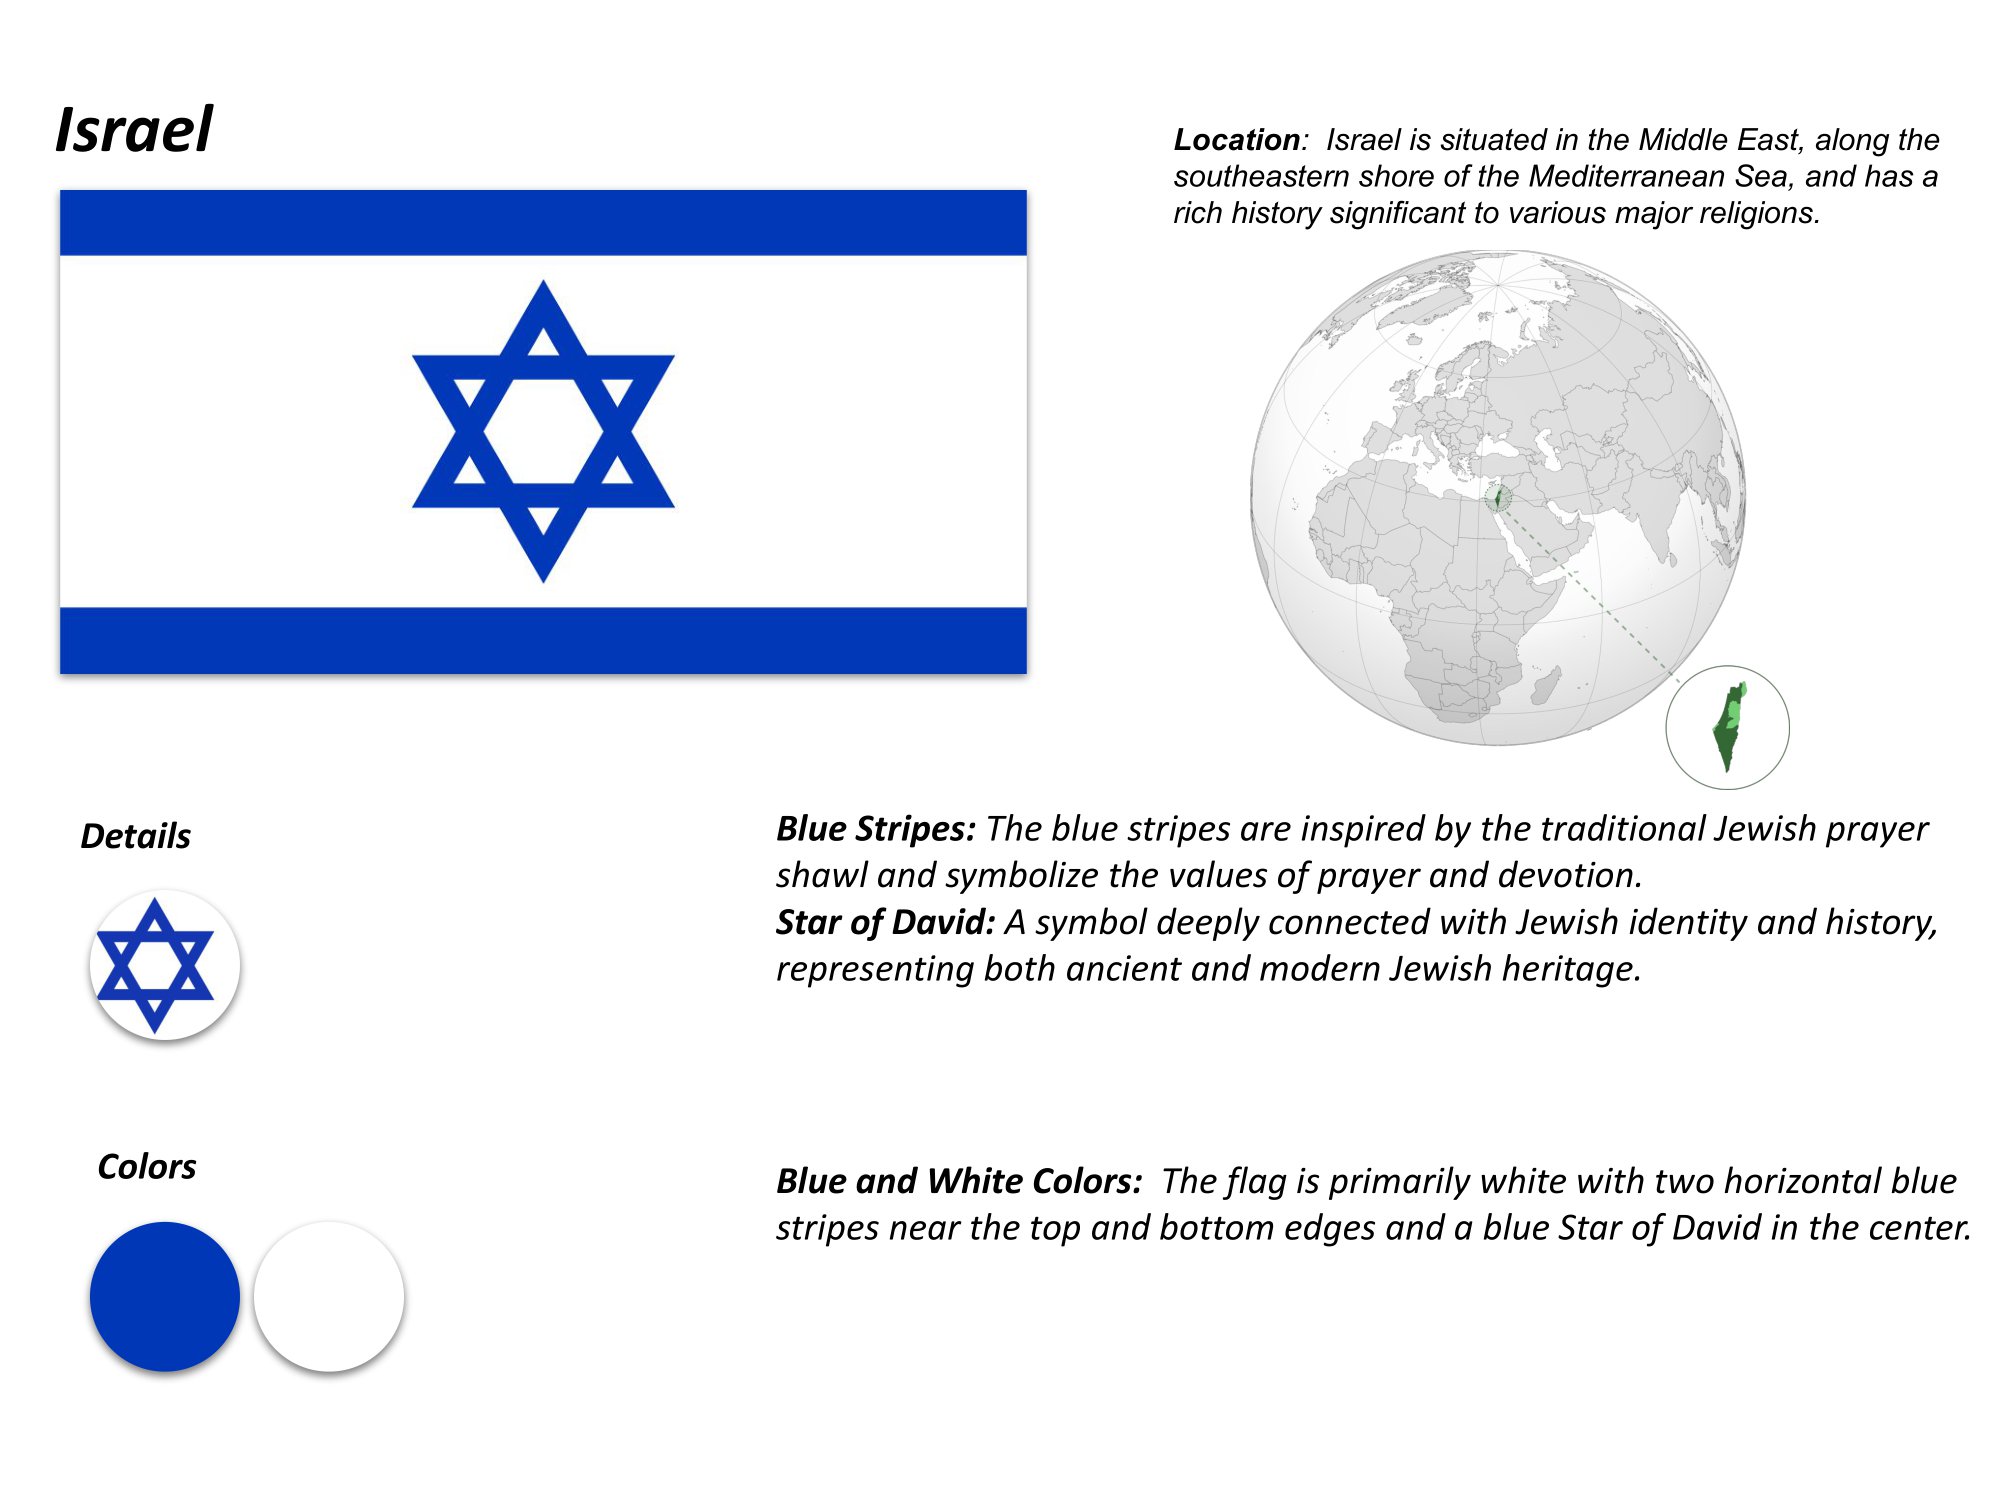 Israel
Location:  Israel is situated in the Middle East, along the
southeastern shore of the Mediterranean Sea, and has a
rich history significant to various major religions.
Details
Blue Stripes: The blue stripes are inspired by the traditional Jewish prayer
shawl and symbolize the values of prayer and devotion.
Star of David: A symbol deeply connected with Jewish identity and history,
representing both ancient and modern Jewish heritage.
Colors
Blue and White Colors:  The flag is primarily white with two horizontal blue
stripes near the top and bottom edges and a blue Star of David in the center.